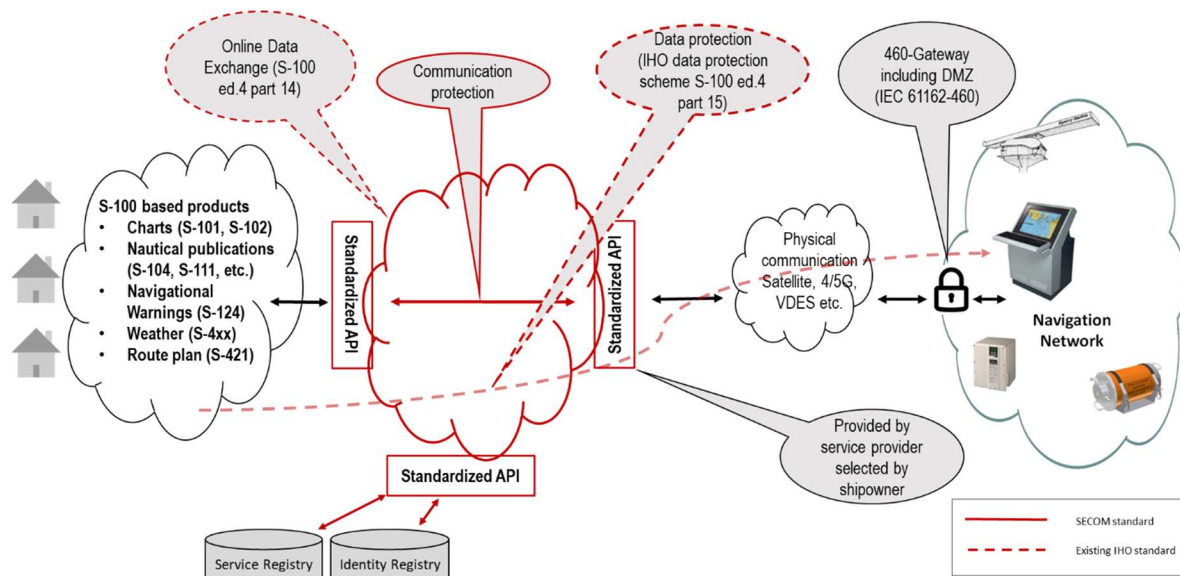 Online Data
Exchange (S-100
ed.4 part 14)
Communication
protection
Data protection
(IHO data protection
scheme S-100 ed.4
part 15)
460-Gateway
including DMZ
(IEC 61162-460)
S-100 based products
• Charts (S-101, S-102)
• Nautical publications
(S-104, S-111, etc.)
• Navigational
Warnings (S-124)
• Weather (S-4xx)
• Route plan (S-421)
Standardized API
Standardized API
Physical
communication
Satellite, 4/5G,
VDES etc.
Navigation
Network
Provided by
service provider
selected by
shipowner
Standardized API
Service Registry
Identity Registry
SECOM standard
Existing IHO standard